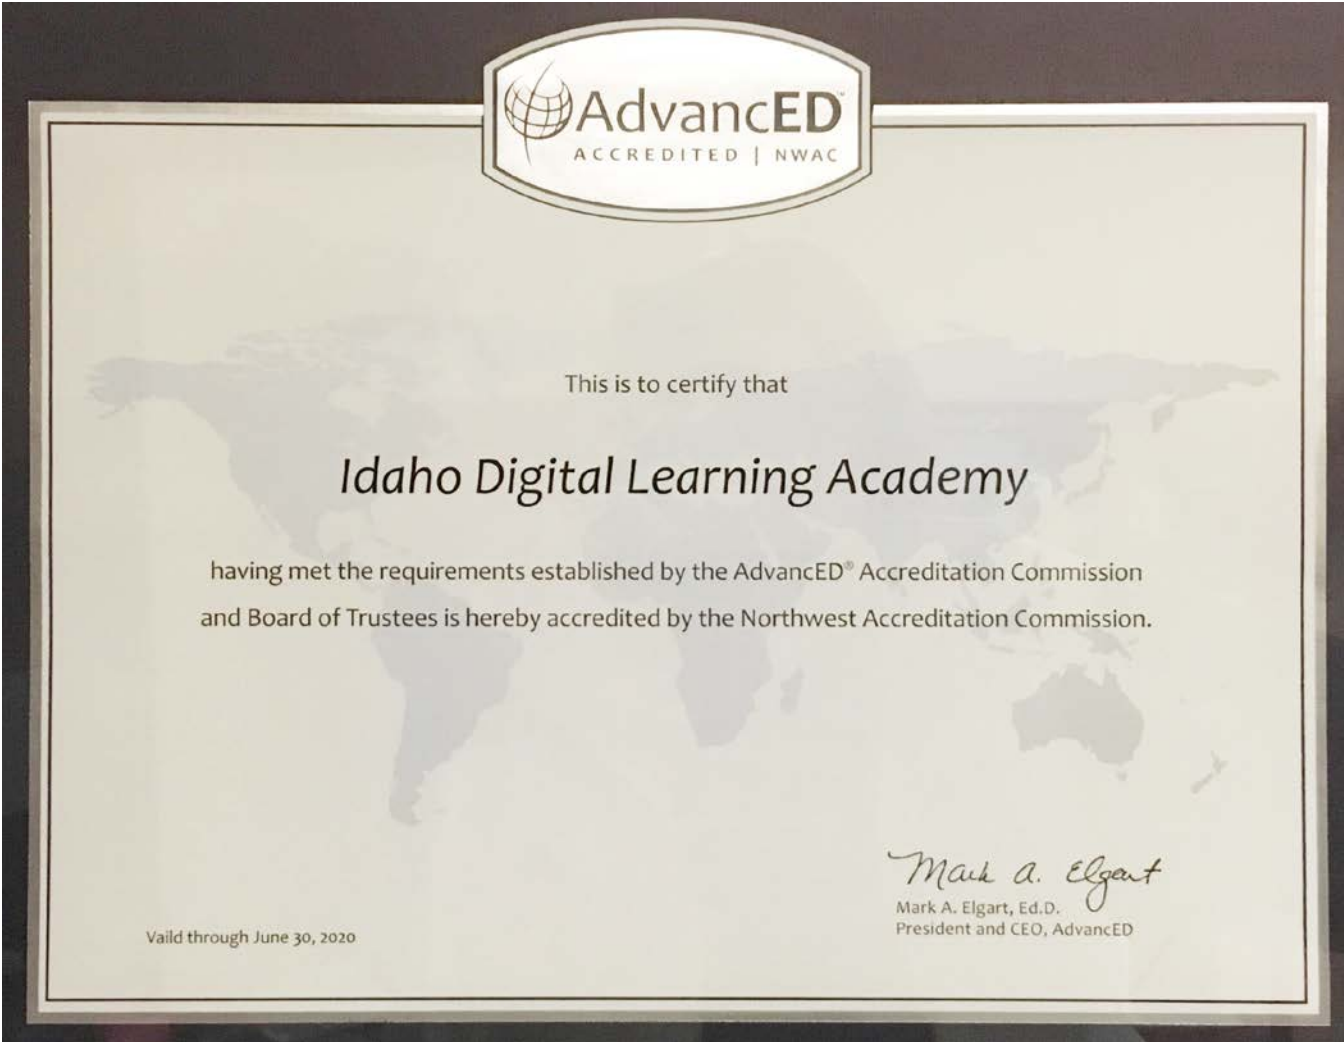 AdvancED™
ACCREDITED | NWAC
This is to certify that
Idaho Digital Learning Academy
having met the requirements established by the AdvancED® Accreditation Commission
and Board of Trustees is hereby accredited by the Northwest Accreditation Commission.
Mark A. Elgart
Mark A. Elgart, Ed.D.
President and CEO, AdvancED
Vaild through June 30, 2020